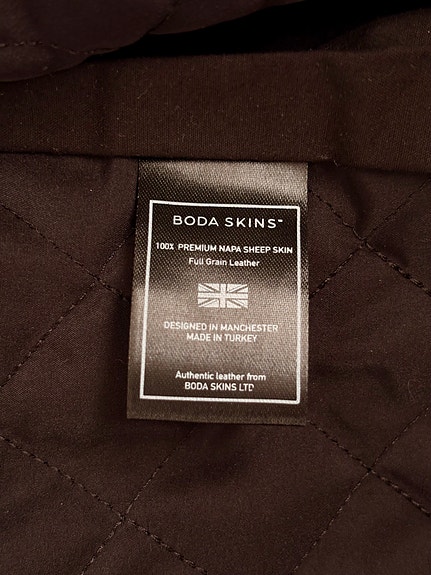 BODA SKINS™
100% PREMIUM NAPA SHEEP SKIN
Full Grain Leather
DESIGNED IN MANCHESTER
MADE IN TURKEY
Authentic leather from
BODA SKINS LTD